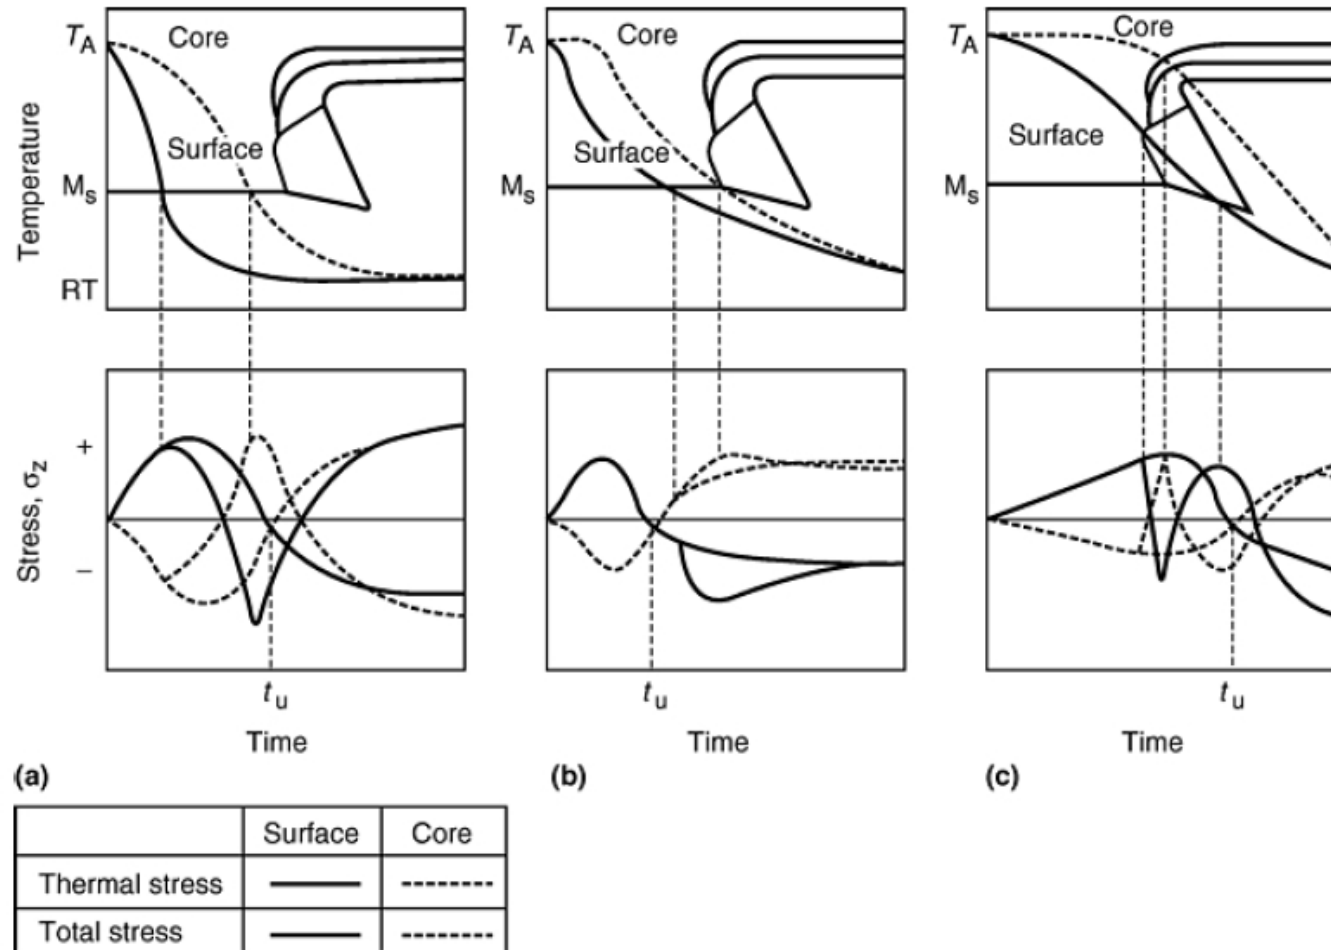 T_A
Core
Surface
M_s
RT
Temperature
T_A
Core
Surface
M_s
T_A
Core
Surface
M_s
+
–
Stress, σ_z
t_u
Time
(a)
t_u
Time
(b)
t_u
Time
(c)
Surface Core
Thermal stress
Total stress